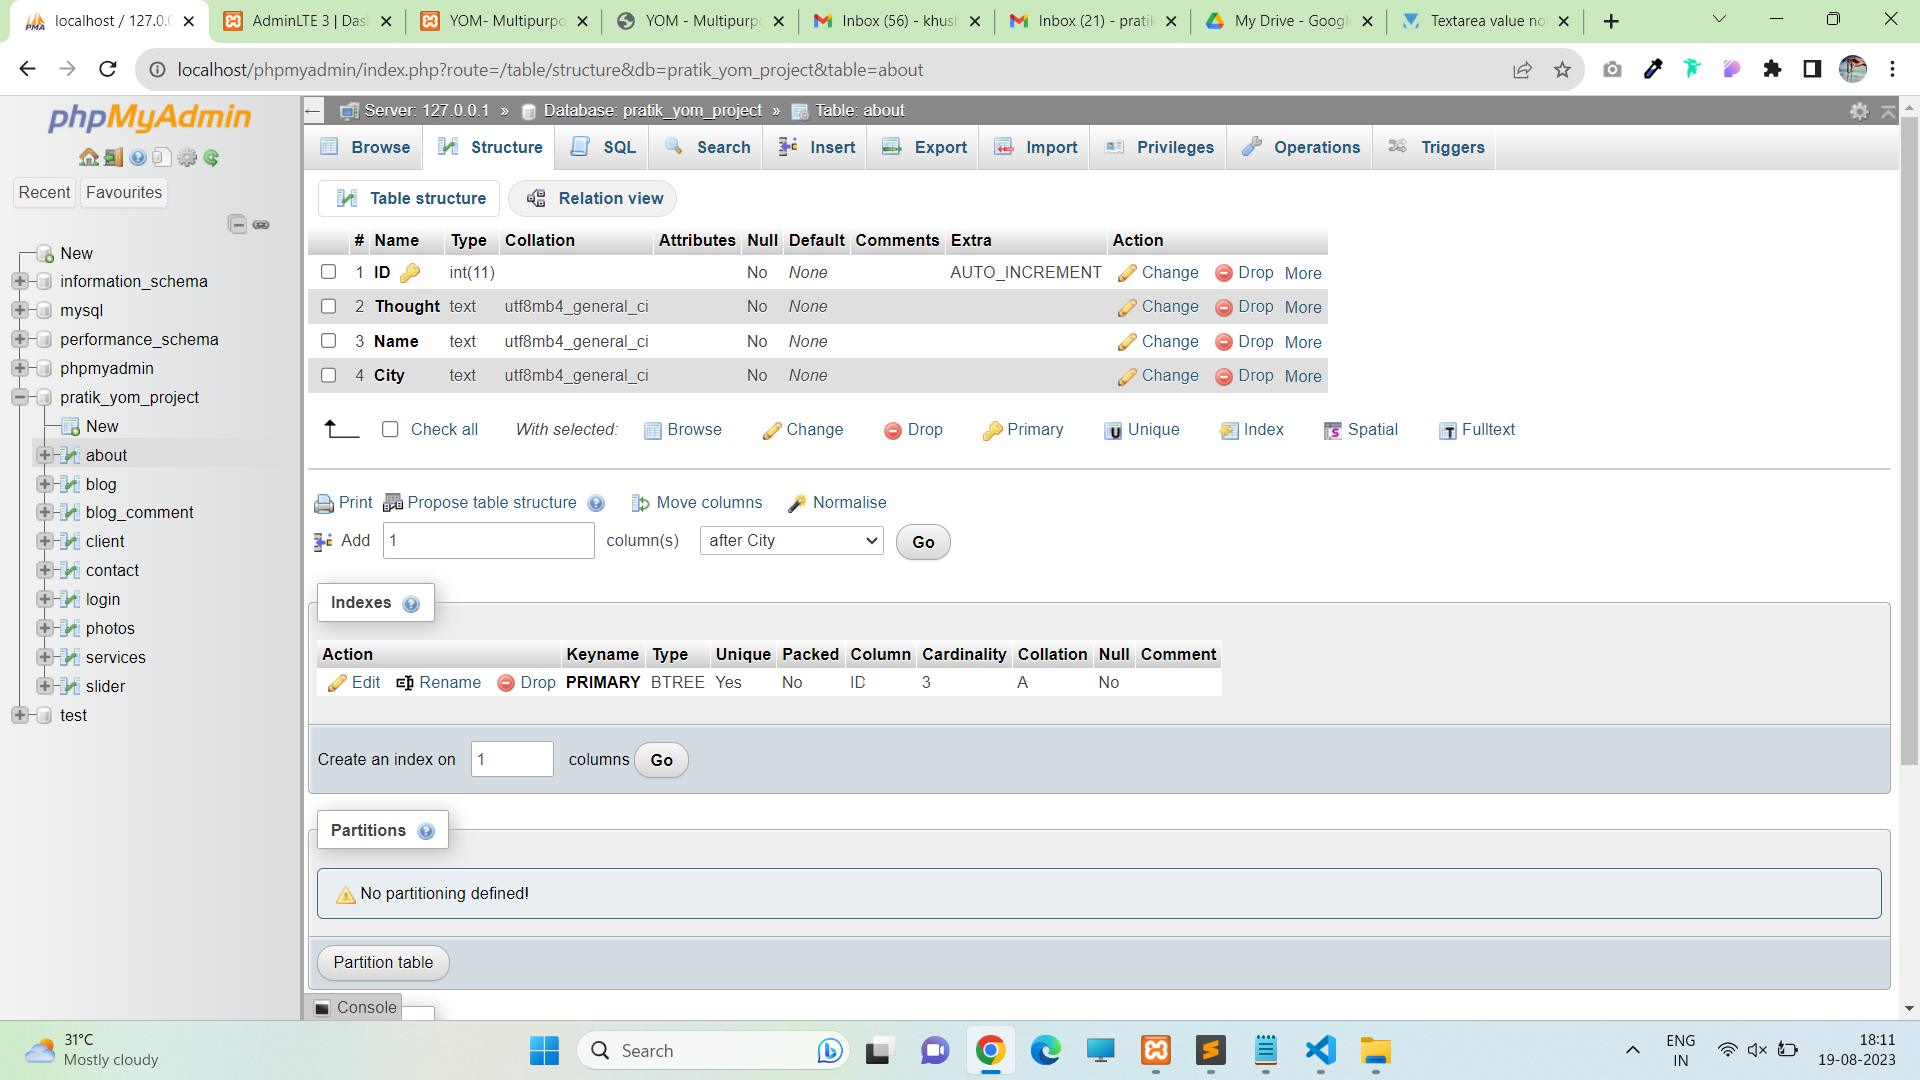 localhost / 127.0.0
AdminLTE 3 | Das
YOM- Multipurpo
YOM - Multipurp
Inbox (56) - khush
Inbox (21) - pratik
My Drive - Google
Textarea value no
localhost/phpmyadmin/index.php?route=/table/structure&db=pratik_yom_project&table=about
phpMyAdmin
Recent Favourites
New
information_schema
mysql
performance_schema
phpmyadmin
pratik_yom_project
New
about
blog
blog_comment
client
contact
login
photos
services
slider
test
Server: 127.0.0.1 » Database: pratik_yom_project » Table: about
Browse Structure SQL Search Insert Export Import Privileges Operations Triggers
Table structure Relation view
# Name Type Collation Attributes Null Default Comments Extra Action
1 ID int(11) No None AUTO_INCREMENT Change Drop More
2 Thought text utf8mb4_general_ci No None Change Drop More
3 Name text utf8mb4_general_ci No None Change Drop More
4 City text utf8mb4_general_ci No None Change Drop More
Check all With selected: Browse Change Drop Primary Unique Index Spatial Fulltext
Print Propose table structure Move columns Normalise
Add 1 column(s) after City Go
Indexes
Action Keyname Type Unique Packed Column Cardinality Collation Null Comment
Edit Rename Drop PRIMARY BTREE Yes No ID 3 A No
Create an index on 1 columns Go
Partitions
No partitioning defined!
Partition table
Console
31°C
Mostly cloudy
Search
ENG
IN
18:11
19-08-2023